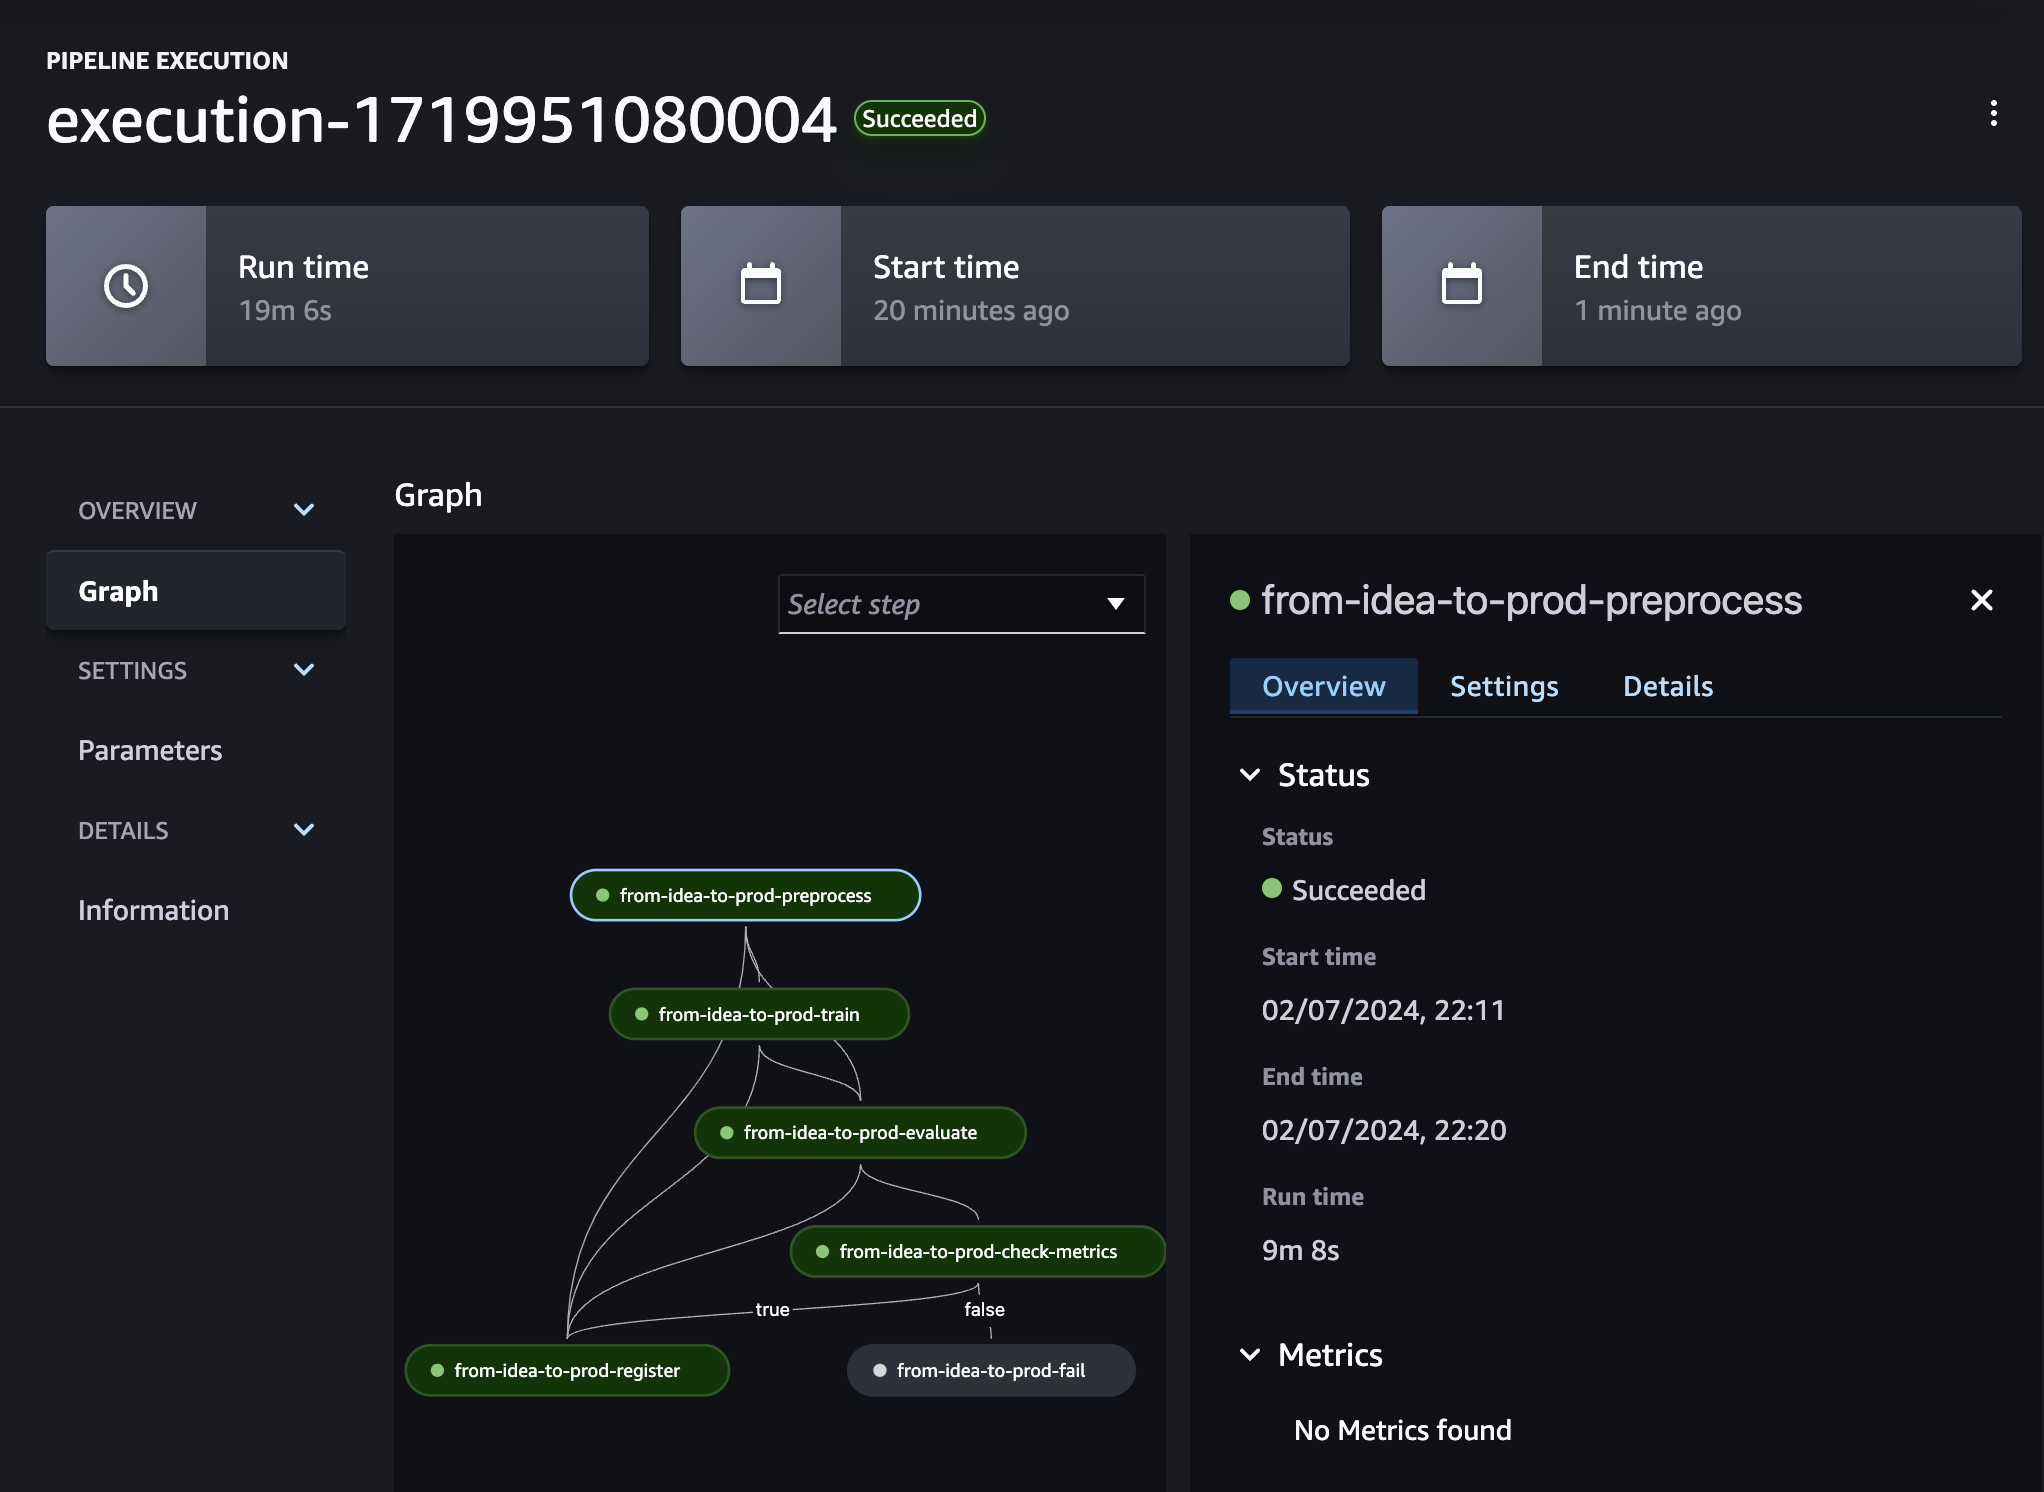 PIPELINE EXECUTION
execution-1719951080004 Succeeded
Run time
19m 6s
Start time
20 minutes ago
End time
1 minute ago
OVERVIEW
Graph
SETTINGS
Parameters
DETAILS
Information
Graph
Select step
from-idea-to-prod-preprocess
from-idea-to-prod-train
from-idea-to-prod-evaluate
from-idea-to-prod-check-metrics
true
false
from-idea-to-prod-register
from-idea-to-prod-fail
from-idea-to-prod-preprocess
Overview Settings Details
Status
Status
Succeeded
Start time
02/07/2024, 22:11
End time
02/07/2024, 22:20
Run time
9m 8s
Metrics
No Metrics found